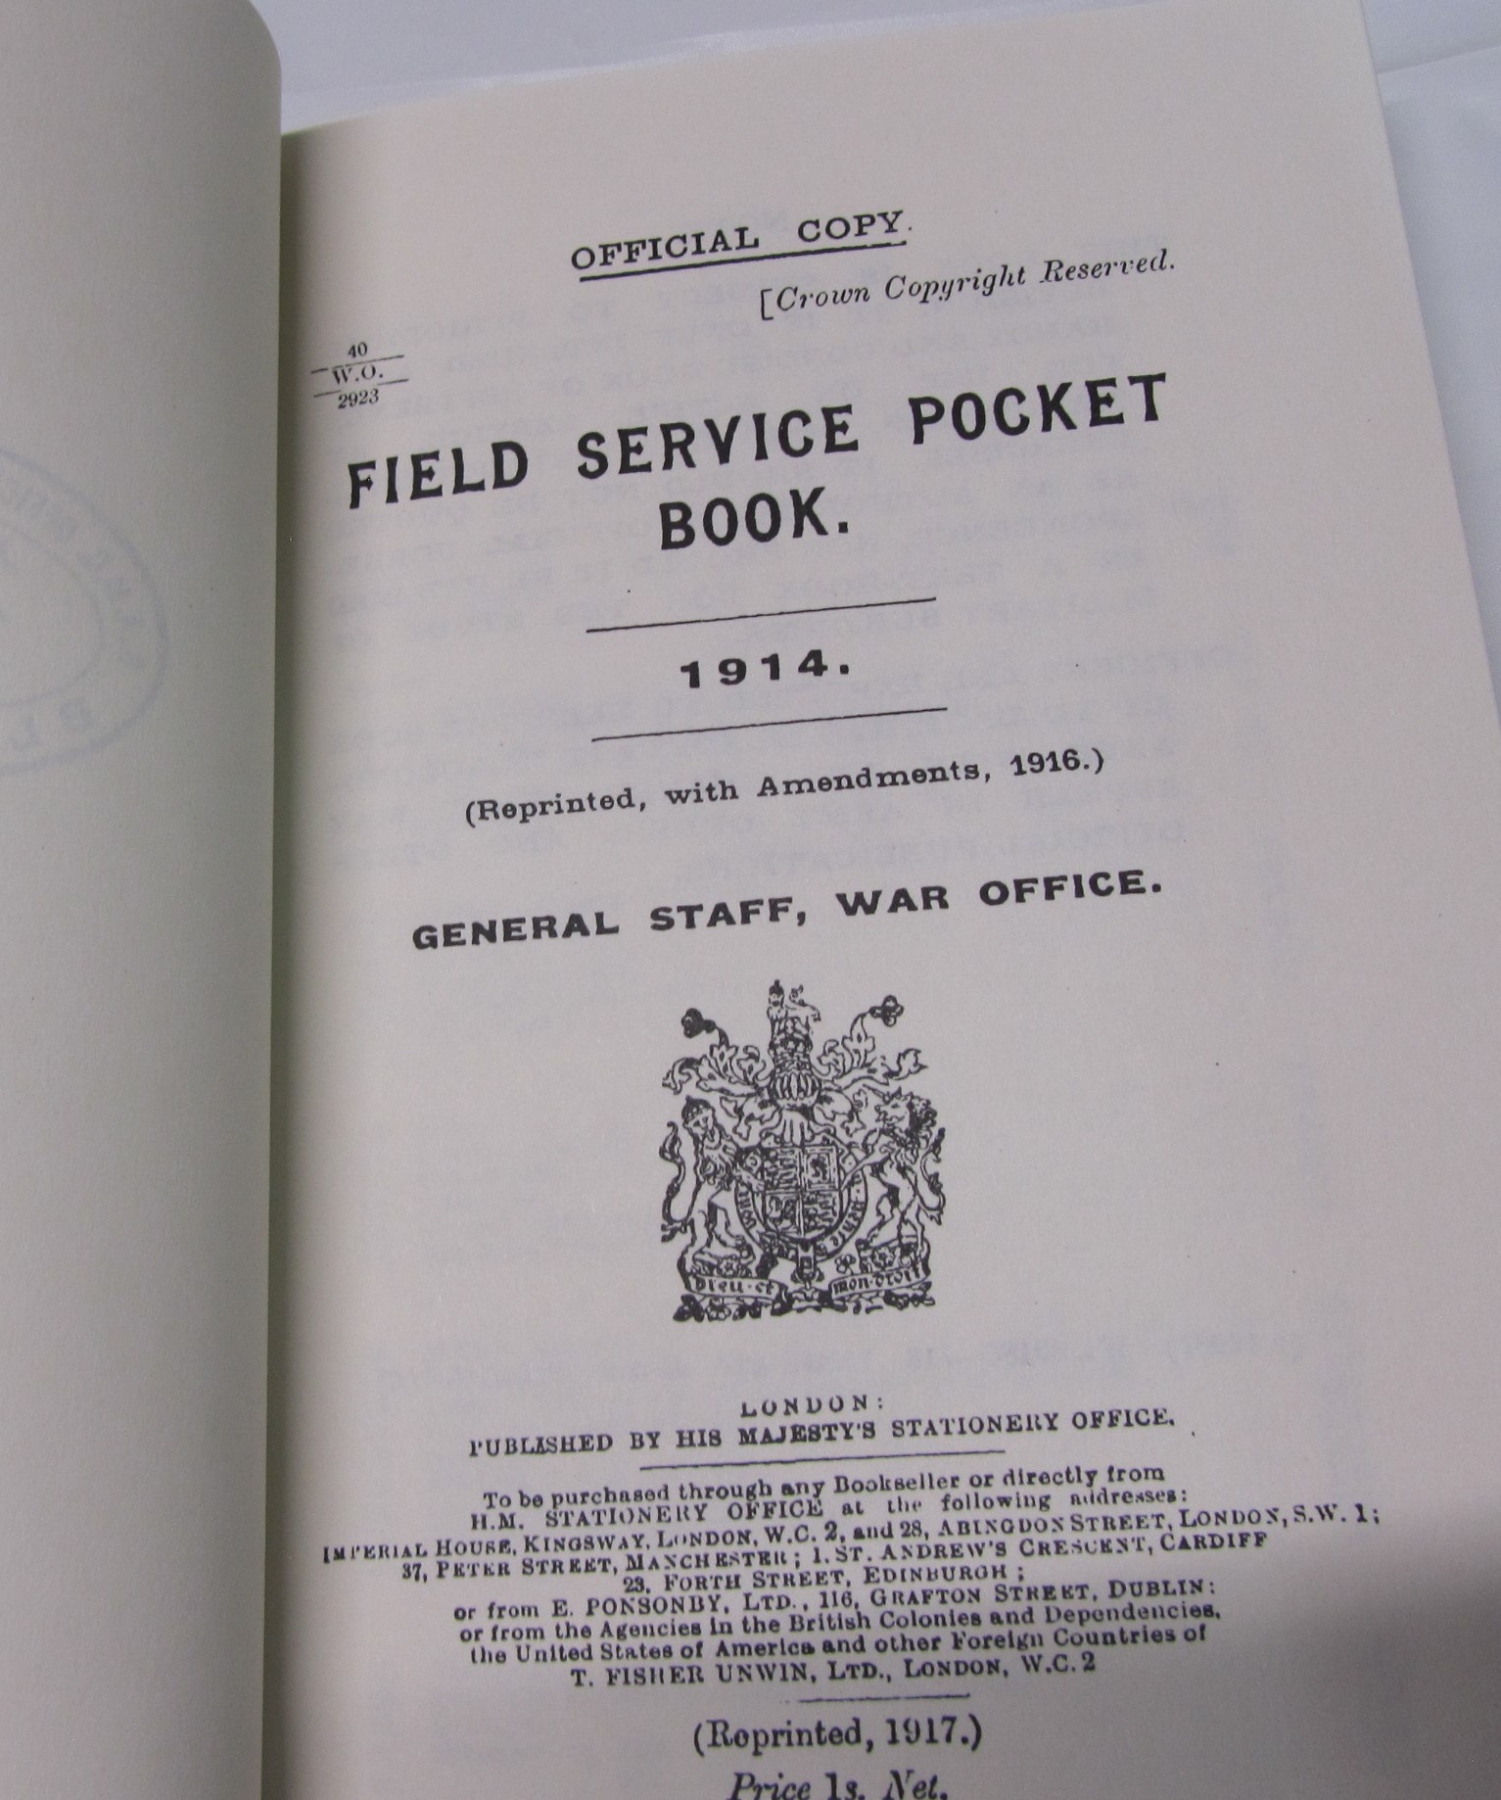 OFFICIAL COPY.
[Crown Copyright Reserved.
40
W.O.
2923
FIELD SERVICE POCKET
BOOK.
1914.
(Reprinted, with Amendments, 1916.)
GENERAL STAFF, WAR OFFICE.
Dieu et mon droit
LONDON:
PUBLISHED BY HIS MAJESTY'S STATIONERY OFFICE.
To be purchased through any Bookseller or directly from
H.M. STATIONERY OFFICE at the following addresses:
IMPERIAL HOUSE, KINGSWAY, LONDON, W.C. 2, and 28, ABINGDON STREET, LONDON, S.W. 1;
37, PETER STREET, MANCHESTER; 1. ST. ANDREW'S CRESCENT, CARDIFF
23, FORTH STREET, EDINBURGH;
or from E. PONSONBY, LTD., 116, GRAFTON STREET, DUBLIN:
or from the Agencies in the British Colonies and Dependencies,
the United States of America and other Foreign Countries of
T. FISHER UNWIN, LTD., LONDON, W.C. 2
(Reprinted, 1917.)
Price 1s. Net.